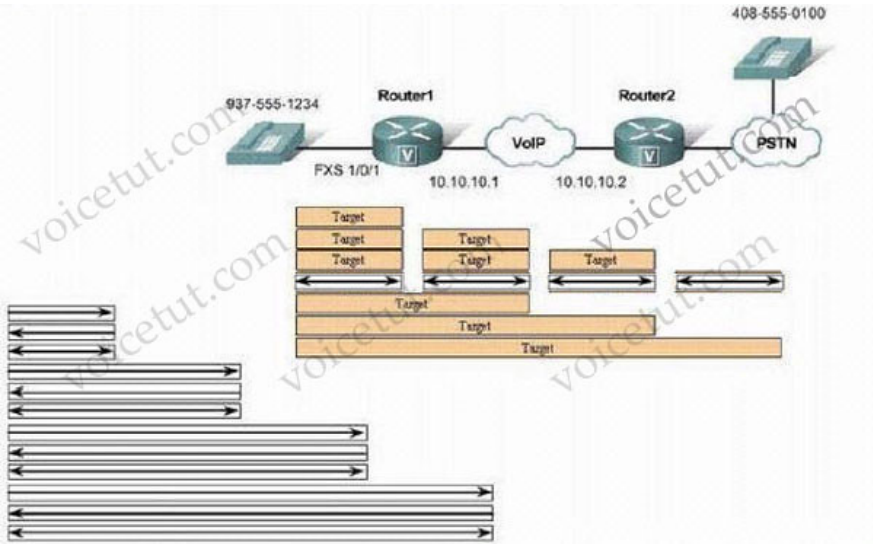 408-555-0100
937-555-1234
Router1
Router2
VoIP
PSTN
FXS 1/0/1
10.10.10.1
10.10.10.2
Target
Target Target
Target Target Target
Target
Target
Target
voicetut.com
voicetut.com
voicetut.com
voicetut.com
voicetut.com
voicetut.com